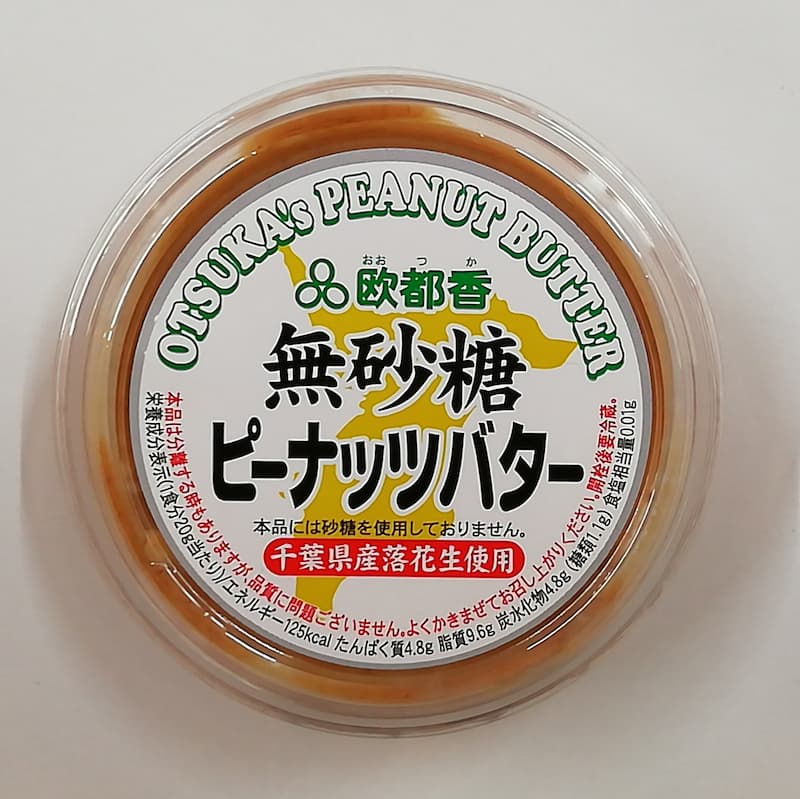 OTSUKA's PEANUT BUTTER
おおつか
欧都香
無砂糖
ピーナッツバター
本品には砂糖を使用しておりません。
千葉県産落花生使用
本品は分離する時もありますが、品質に問題ございません。よくかきまぜてお召し上がりください。開栓後要冷蔵。
栄養成分表示(1食分20g当たり)/エネルギー125kcal たんぱく質4.8g 脂質9.6g 炭水化物4.8g (糖類1.1g) 食塩相当量0.01g